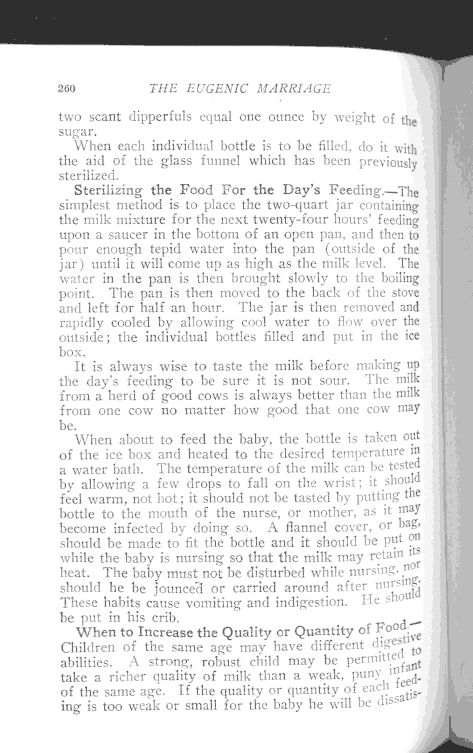 260 THE EUGENIC MARRIAGE
two scant dipperfuls equal one ounce by weight of the
sugar.
When each individual bottle is to be filled, do it with
the aid of the glass funnel which has been previously
sterilized.
Sterilizing the Food For the Day's Feeding.—The
simplest method is to place the two-quart jar containing
the milk mixture for the next twenty-four hours' feeding
upon a saucer in the bottom of an open pan, and then to
pour enough tepid water into the pan (outside of the
jar) until it will come up as high as the milk level. The
water in the pan is then brought slowly to the boiling
point. The pan is then moved to the back of the stove
and left for half an hour. The jar is then removed and
rapidly cooled by allowing cool water to flow over the
outside; the individual bottles filled and put in the ice
box.
It is always wise to taste the milk before making up
the day's feeding to be sure it is not sour. The milk
from a herd of good cows is always better than the milk
from one cow no matter how good that one cow may
be.
When about to feed the baby, the bottle is taken out
of the ice box and heated to the desired temperature in
a water bath. The temperature of the milk can be tested
by allowing a few drops to fall on the wrist; it should
feel warm, not hot; it should not be tasted by putting the
bottle to the mouth of the nurse, or mother, as it may
become infected by doing so. A flannel cover, or bag,
should be made to fit the bottle and it should be put on
while the baby is nursing so that the milk may retain its
heat. The baby must not be disturbed while nursing, nor
should he be jounced or carried around after nursing.
These habits cause vomiting and indigestion. He should
be put in his crib.
When to Increase the Quality or Quantity of Food.—
Children of the same age may have different digestive
abilities. A strong, robust child may be permitted to
take a richer quality of milk than a weak, puny infant
of the same age. If the quality or quantity of each feed-
ing is too weak or small for the baby he will be dissatis-